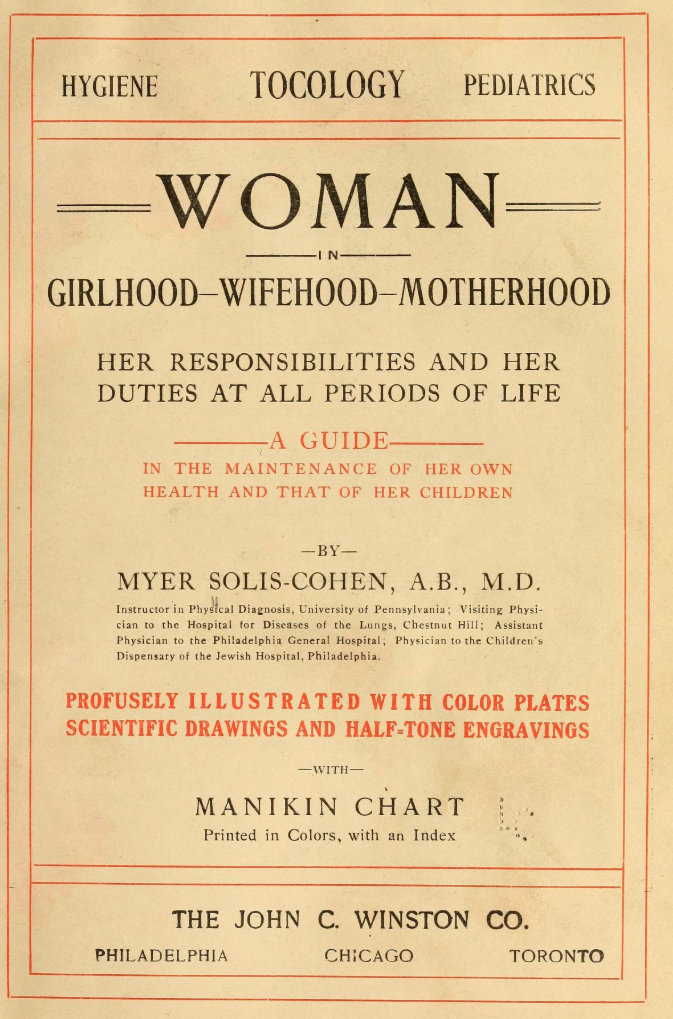 HYGIENE TOCOLOGY PEDIATRICS
WOMAN
IN
GIRLHOOD—WIFEHOOD—MOTHERHOOD
HER RESPONSIBILITIES AND HER
DUTIES AT ALL PERIODS OF LIFE
A GUIDE
IN THE MAINTENANCE OF HER OWN
HEALTH AND THAT OF HER CHILDREN
—BY—
MYER SOLIS-COHEN, A.B., M.D.
Instructor in Physical Diagnosis, University of Pennsylvania; Visiting Physi-
cian to the Hospital for Diseases of the Lungs, Chestnut Hill; Assistant
Physician to the Philadelphia General Hospital; Physician to the Children's
Dispensary of the Jewish Hospital, Philadelphia.
PROFUSELY ILLUSTRATED WITH COLOR PLATES
SCIENTIFIC DRAWINGS AND HALF-TONE ENGRAVINGS
—WITH—
MANIKIN CHART
Printed in Colors, with an Index
THE JOHN C. WINSTON CO.
PHILADELPHIA CHICAGO TORONTO